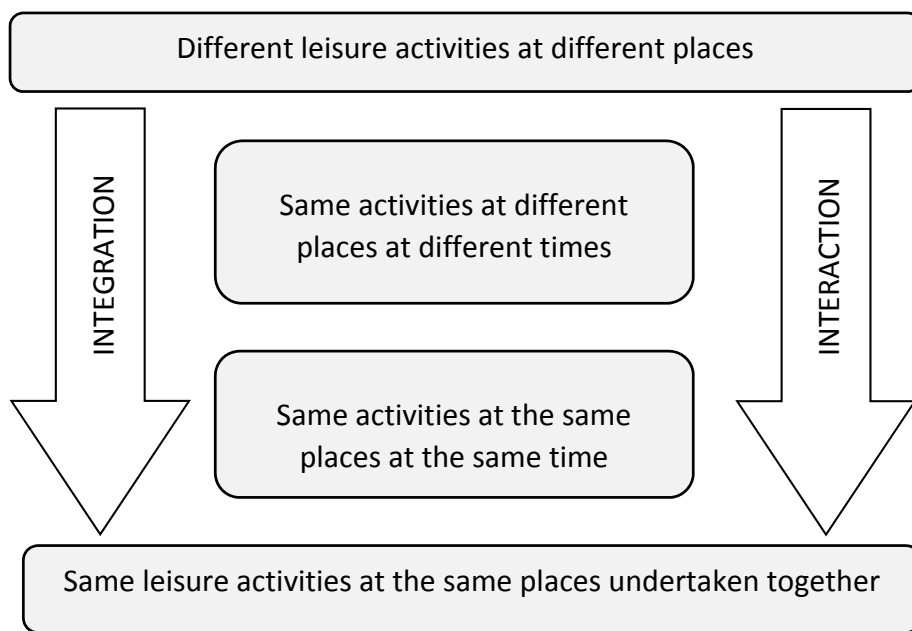 Different leisure activities at different places
INTEGRATION
Same activities at different
places at different times
INTERACTION
Same activities at the same
places at the same time
Same leisure activities at the same places undertaken together